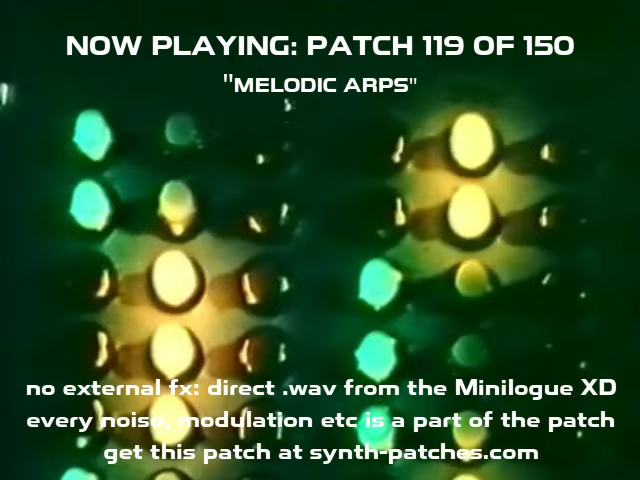 NOW PLAYING: PATCH 119 OF 150
"MELODIC ARPS"
no external fx: direct .wav from the Minilogue XD
every noise, modulation etc is a part of the patch
get this patch at synth-patches.com